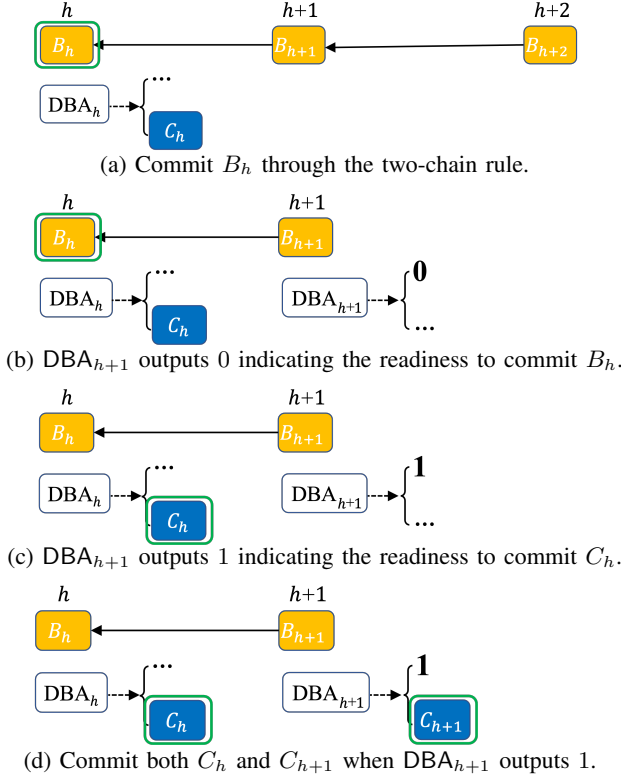 h h+1 h+2
B_h B_{h+1} B_{h+2}
DBA_h ...
C_h
(a) Commit B_h through the two-chain rule.
h h+1
B_h B_{h+1}
DBA_h ... DBA_{h+1} 0
C_h ...
(b) DBA_{h+1} outputs 0 indicating the readiness to commit B_h.
h h+1
B_h B_{h+1}
DBA_h ... DBA_{h+1} 1
C_h ...
(c) DBA_{h+1} outputs 1 indicating the readiness to commit C_h.
h h+1
B_h B_{h+1}
DBA_h ... DBA_{h+1} 1
C_h C_{h+1}
(d) Commit both C_h and C_{h+1} when DBA_{h+1} outputs 1.